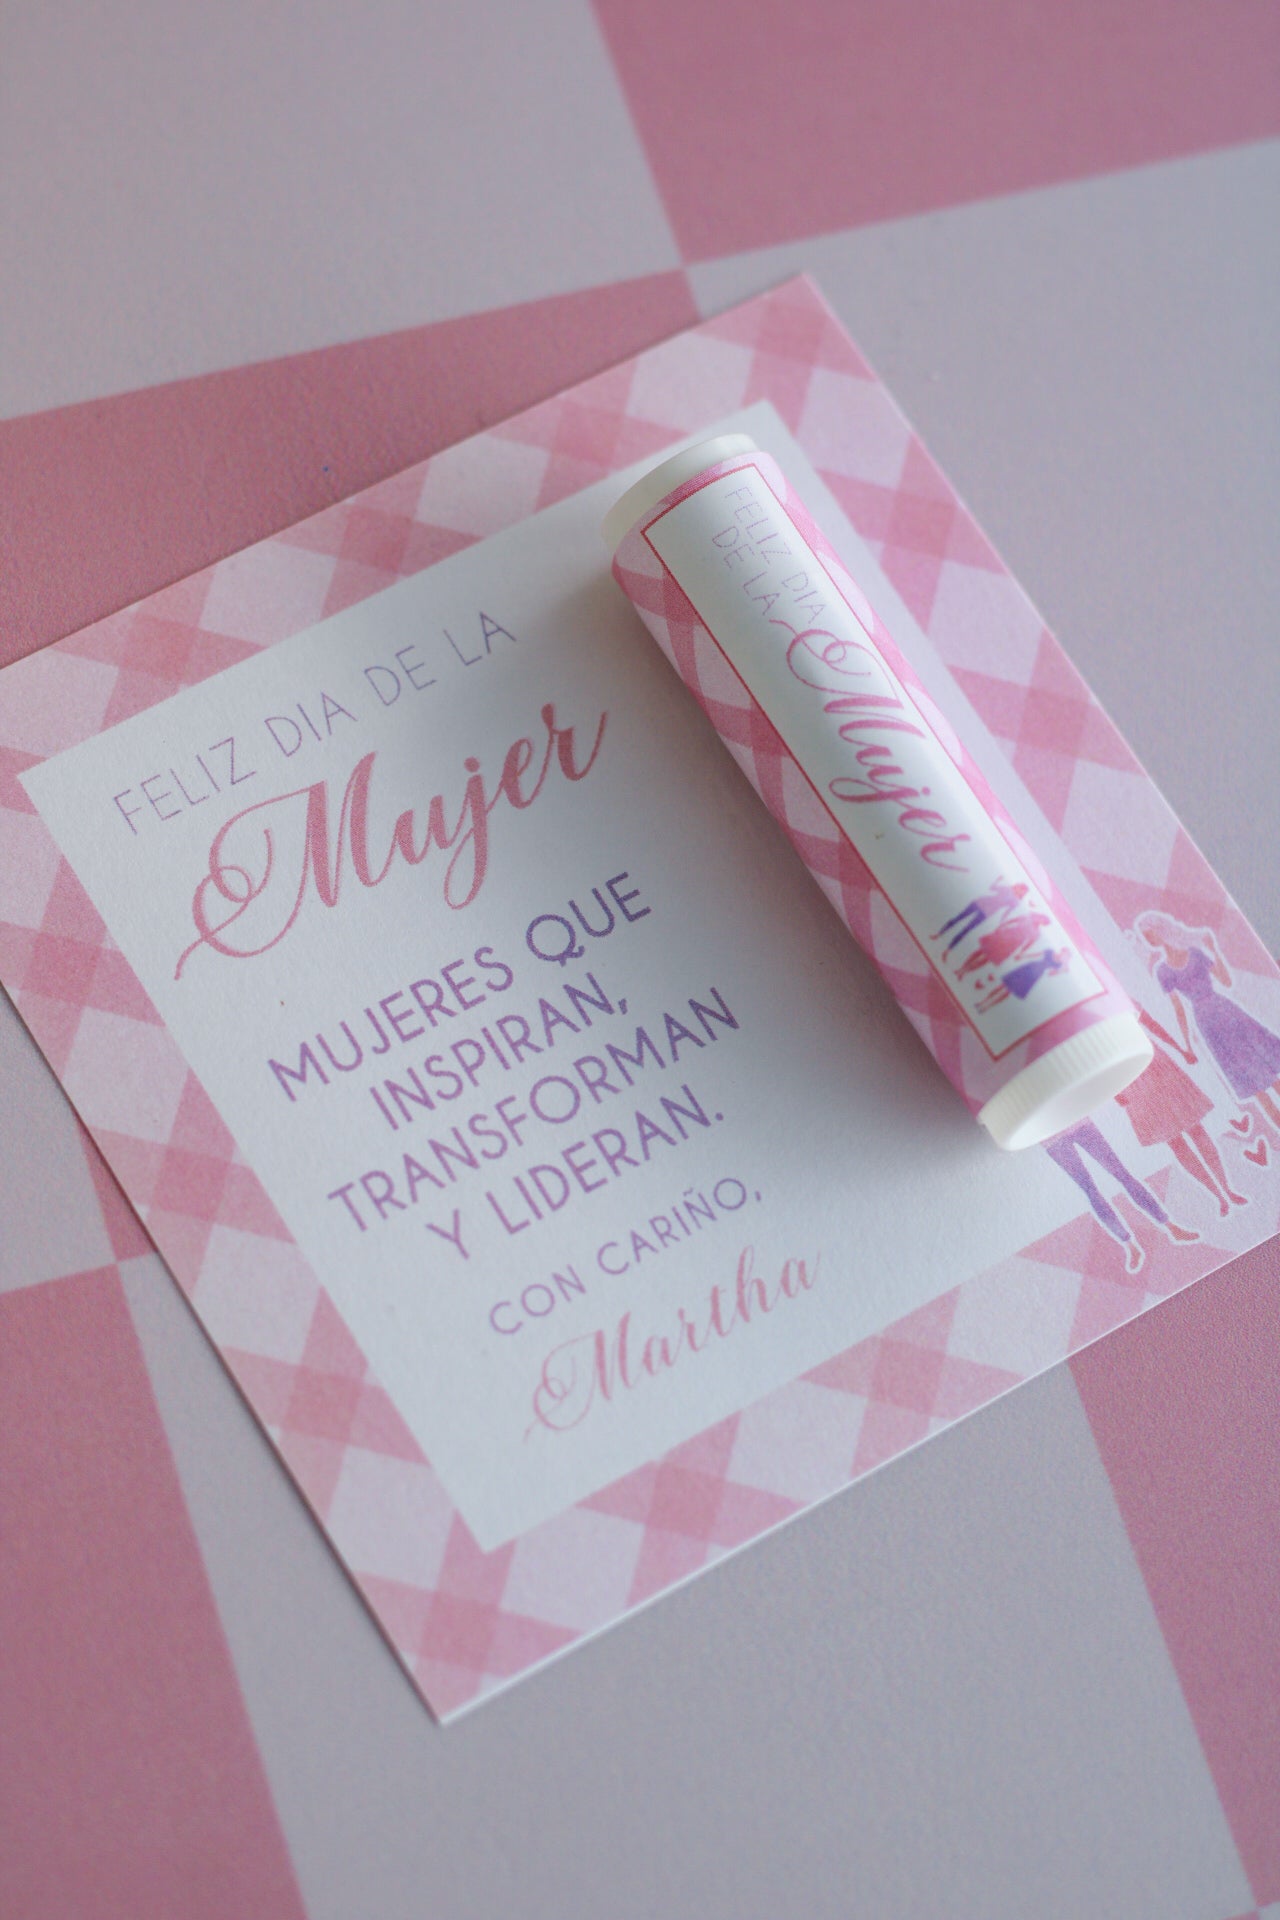 FELIZ DIA DE LA
Mujer
MUJERES QUE
INSPIRAN,
TRANSFORMAN
Y LIDERAN.
CON CARIÑO,
Martha
FELIZ DIA
DE LA
Mujer